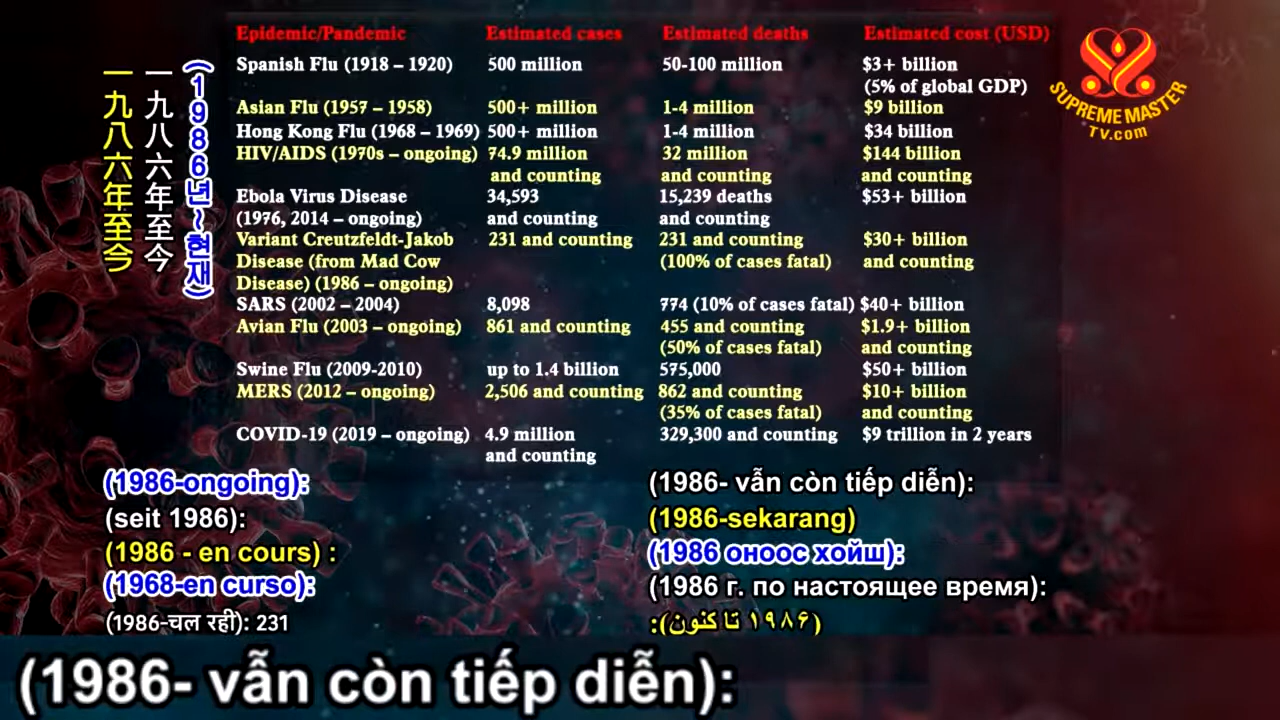 Epidemic/Pandemic Estimated cases Estimated deaths Estimated cost (USD)
Spanish Flu (1918 – 1920) 500 million 50-100 million $3+ billion
(5% of global GDP)
Asian Flu (1957 – 1958) 500+ million 1-4 million $9 billion
Hong Kong Flu (1968 – 1969) 500+ million 1-4 million $34 billion
HIV/AIDS (1970s – ongoing) 74.9 million 32 million $144 billion
and counting and counting and counting
Ebola Virus Disease 34,593 15,239 deaths $53+ billion
(1976, 2014 – ongoing) and counting and counting
Variant Creutzfeldt-Jakob 231 and counting 231 and counting $30+ billion
Disease (from Mad Cow (100% of cases fatal) and counting
Disease) (1986 – ongoing)
SARS (2002 – 2004) 8,098 774 (10% of cases fatal) $40+ billion
Avian Flu (2003 – ongoing) 861 and counting 455 and counting $1.9+ billion
(50% of cases fatal) and counting
Swine Flu (2009-2010) up to 1.4 billion 575,000 $50+ billion
MERS (2012 – ongoing) 2,506 and counting 862 and counting $10+ billion
(35% of cases fatal) and counting
COVID-19 (2019 – ongoing) 4.9 million 329,300 and counting $9 trillion in 2 years
and counting
SUPREME MASTER
TV.com
(1986년~현재)
一九八六年至今
一九八六年至今
(1986-ongoing):
(seit 1986):
(1986 - en cours) :
(1968-en curso):
(1986-चल रही): 231
(1986- vẫn còn tiếp diễn):
(1986-sekarang)
(1986 оноос хойш):
(1986 г. по настоящее время):
(۱۹۸۶ تا کنون):
(1986- vẫn còn tiếp diễn):